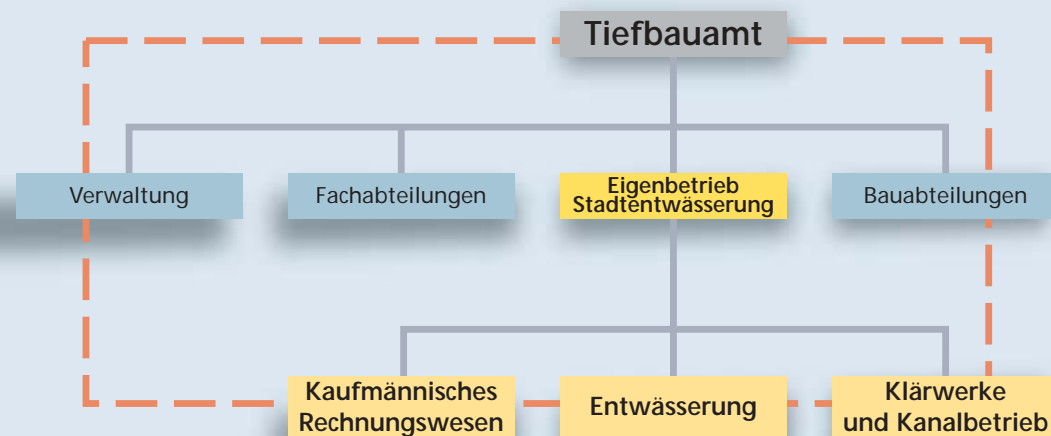 Tiefbauamt
Verwaltung
Fachabteilungen
Eigenbetrieb
Stadtentwässerung
Bauabteilungen
Kaufmännisches
Rechnungswesen
Entwässerung
Klärwerke
und Kanalbetrieb